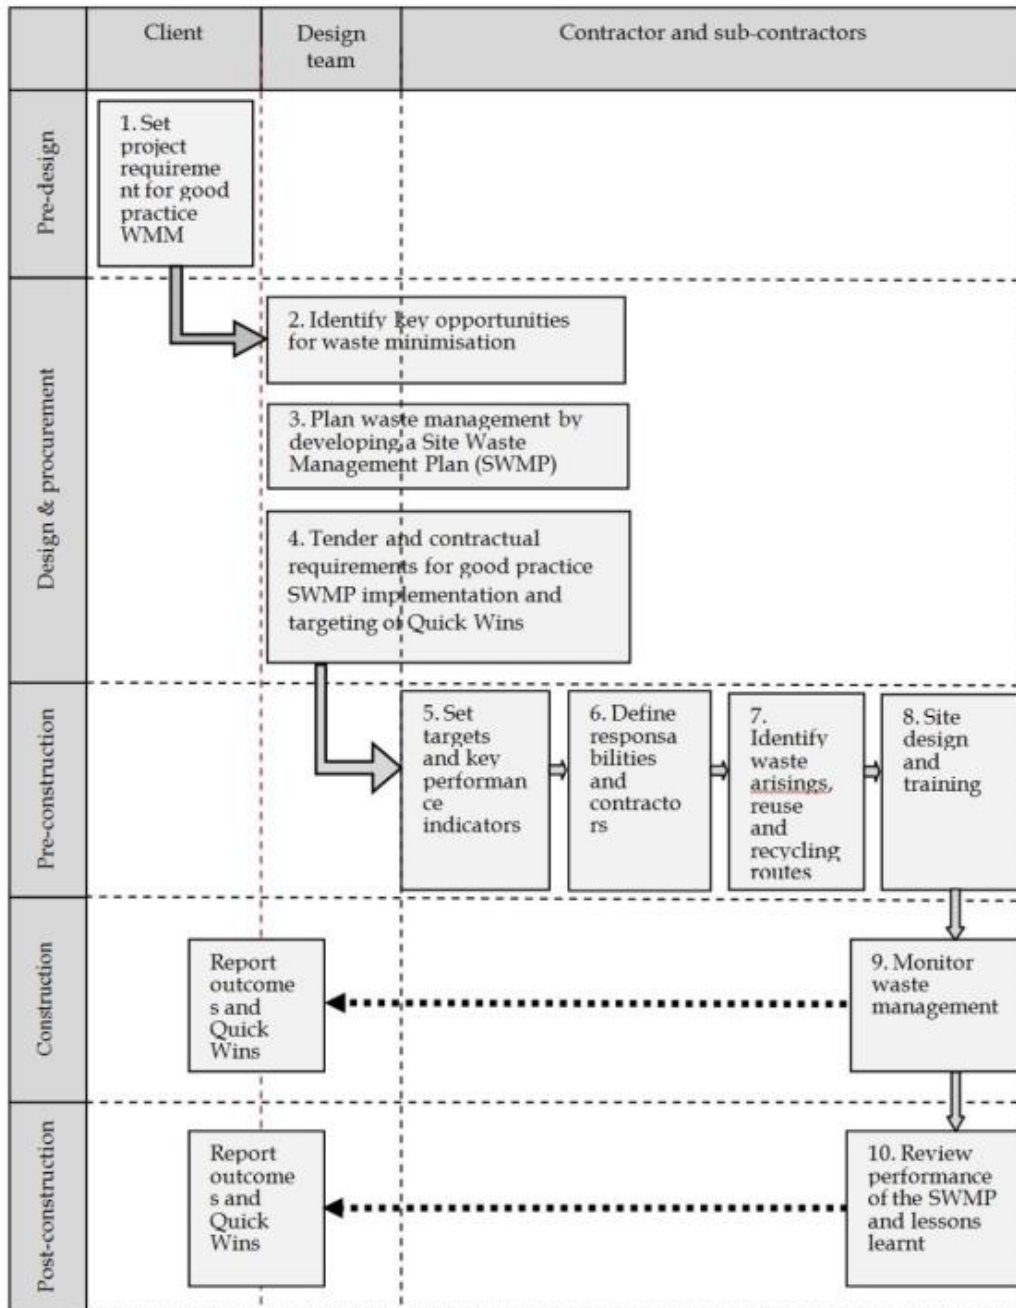 Client
Design
team
Contractor and sub-contractors
Pre-design
1. Set
project
requireme
nt for good
practice
WMM
Design & procurement
2. Identify key opportunities
for waste minimisation
3. Plan waste management by
developing a Site Waste
Management Plan (SWMP)
4. Tender and contractual
requirements for good practice
SWMP implementation and
targeting of Quick Wins
Pre-construction
5. Set
targets
and key
performan
ce
indicators
6. Define
responsa
bilities
and
contracto
rs
7.
Identify
waste
arisings,
reuse
and
recycling
routes
8. Site
design
and
training
Construction
Report
outcome
s and
Quick
Wins
9. Monitor
waste
management
Post-construction
Report
outcome
s and
Quick
Wins
10. Review
performance
of the SWMP
and lessons
learnt